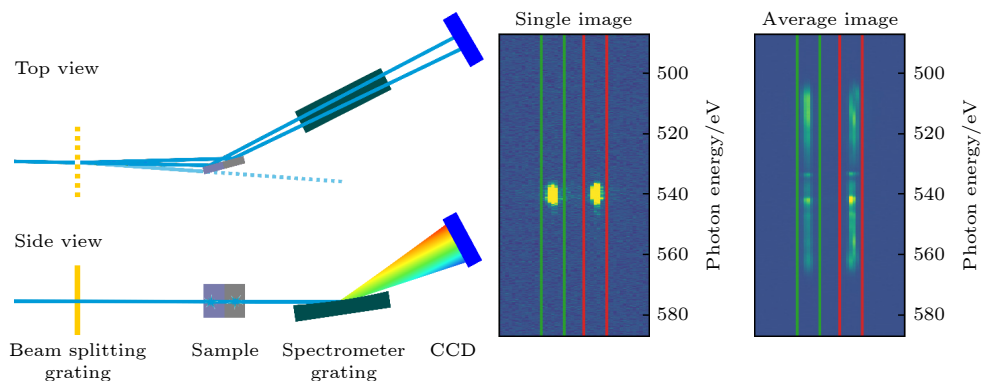 Top view
Side view
Beam splitting
grating
Sample
Spectrometer
grating
CCD
Single image
500
520
540
560
580
Photon energy/eV
Average image
500
520
540
560
580
Photon energy/eV